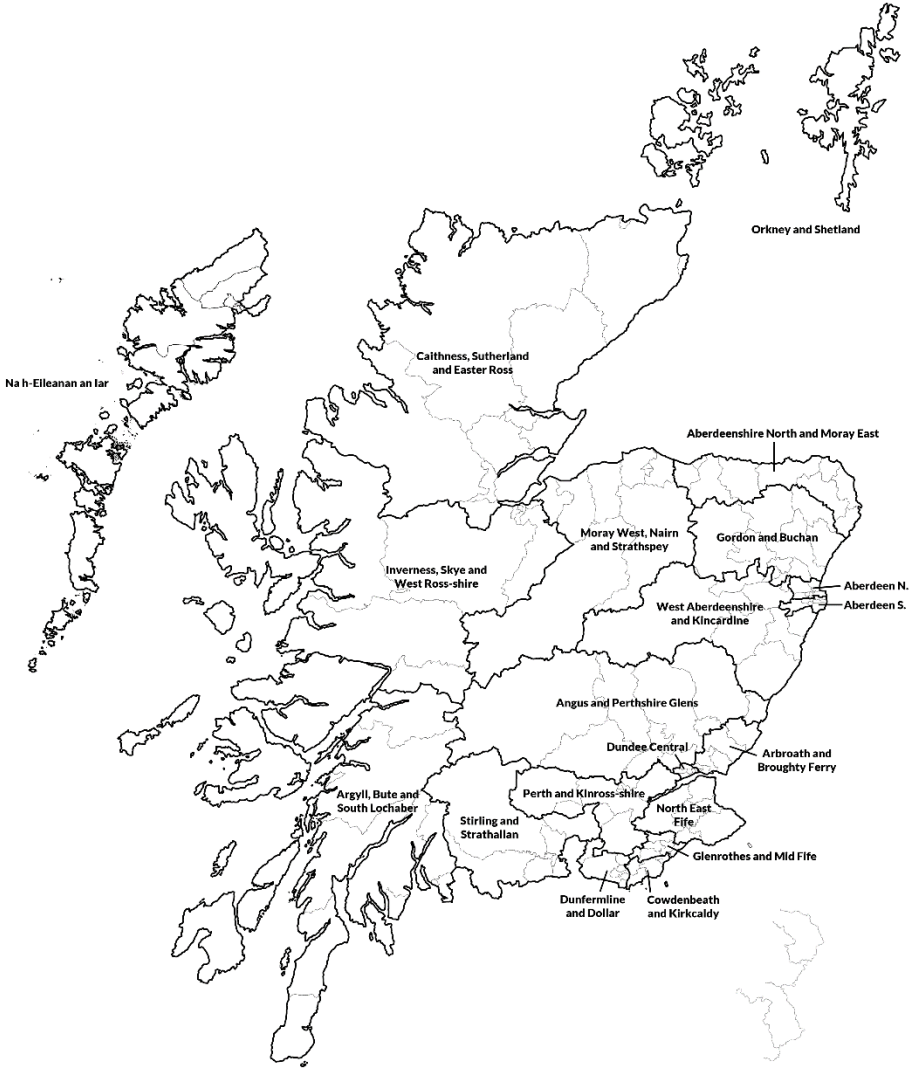 Orkney and Shetland
Caithness, Sutherland
and Easter Ross
Na h-Eileanan an Iar
Aberdeenshire North and Moray East
Moray West, Nairn
and Strathspey
Gordon and Buchan
Inverness, Skye and
West Ross-shire
Aberdeen N.
West Aberdeenshire
and Kincardine
Aberdeen S.
Angus and Perthshire Glens
Dundee Central
Arbroath and
Broughty Ferry
Argyll, Bute and
South Lochaber
Perth and Kinross-shire
North East
Fife
Stirling and
Strathallan
Glenrothes and Mid Fife
Dunfermline
and Dollar
Cowdenbeath
and Kirkcaldy